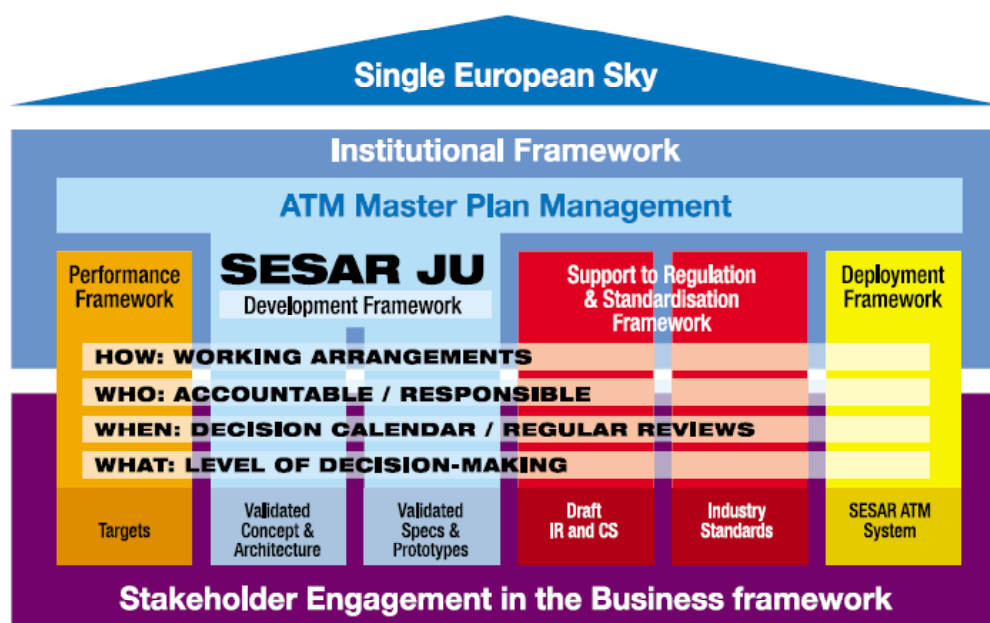 Single European Sky
Institutional Framework
ATM Master Plan Management
Performance
Framework
SESAR JU
Development Framework
Support to Regulation
& Standardisation
Framework
Deployment
Framework
HOW: WORKING ARRANGEMENTS
WHO: ACCOUNTABLE / RESPONSIBLE
WHEN: DECISION CALENDAR / REGULAR REVIEWS
WHAT: LEVEL OF DECISION-MAKING
Targets
Validated
Concept &
Architecture
Validated
Specs &
Prototypes
Draft
IR and CS
Industry
Standards
SESAR ATM
System
Stakeholder Engagement in the Business framework